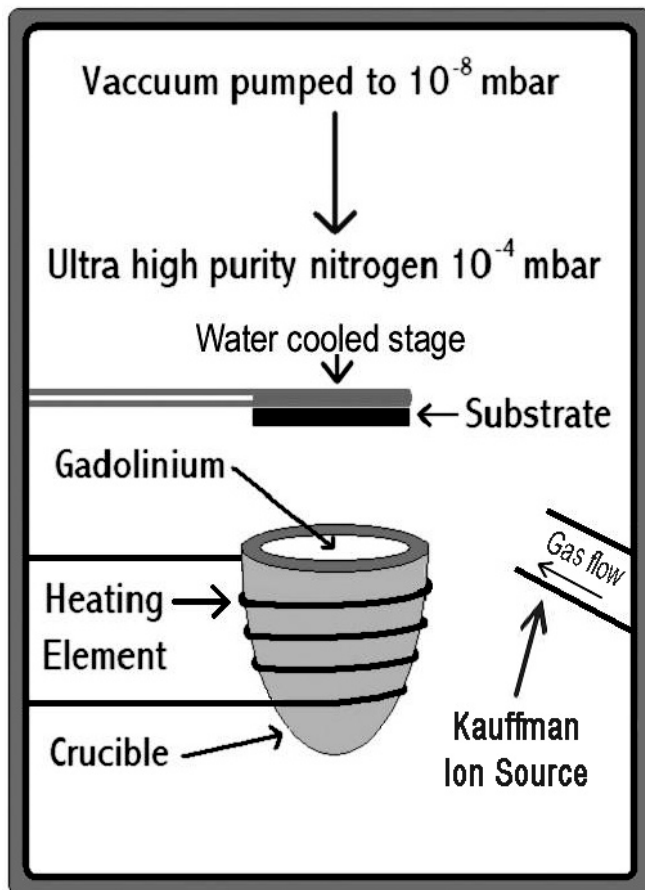 Vaccuum pumped to 10⁻⁸ mbar
Ultra high purity nitrogen 10⁻⁴ mbar
Water cooled stage
Substrate
Gadolinium
Gas flow
Heating
Element
Kauffman
Ion Source
Crucible